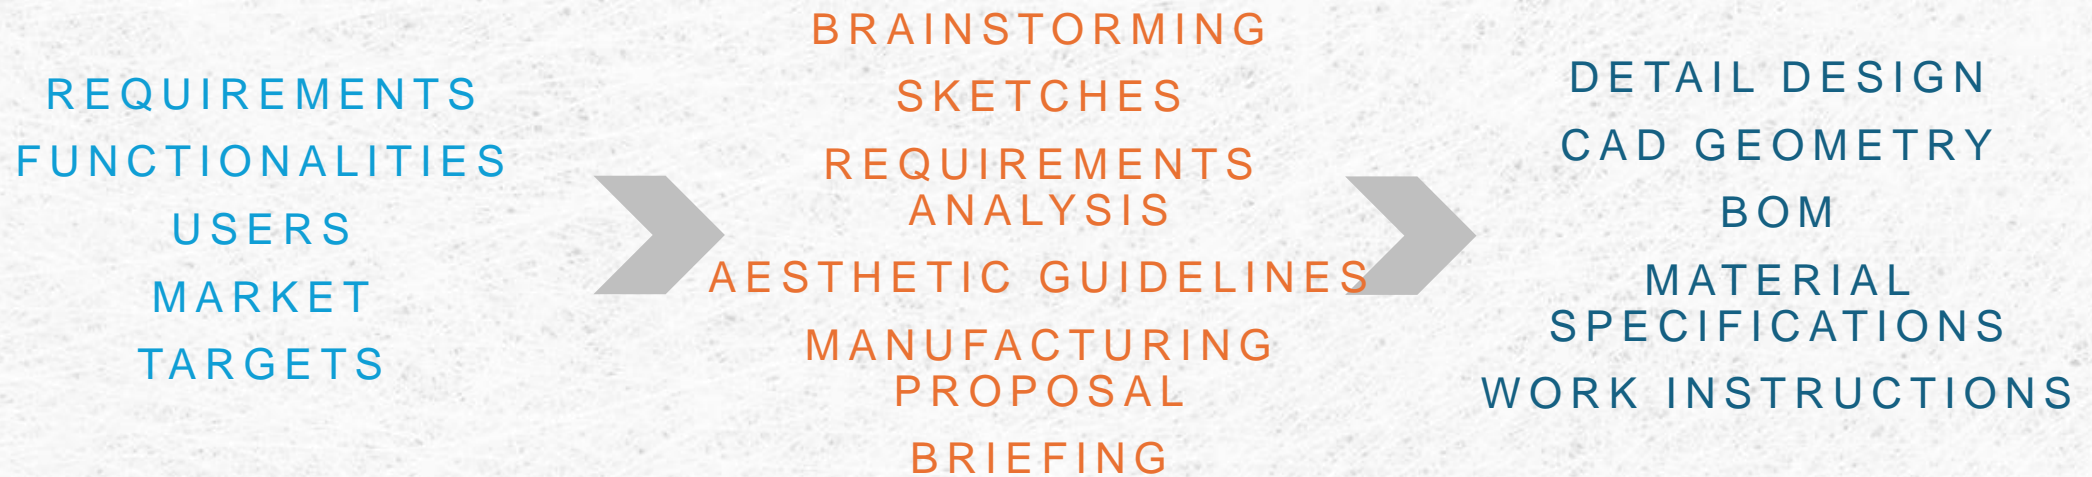 REQUIREMENTS
FUNCTIONALITIES
USERS
MARKET
TARGETS
BRAINSTORMING
SKETCHES
REQUIREMENTS
ANALYSIS
AESTHETIC GUIDELINES
MANUFACTURING
PROPOSAL
BRIEFING
DETAIL DESIGN
CAD GEOMETRY
BOM
MATERIAL
SPECIFICATIONS
WORK INSTRUCTIONS